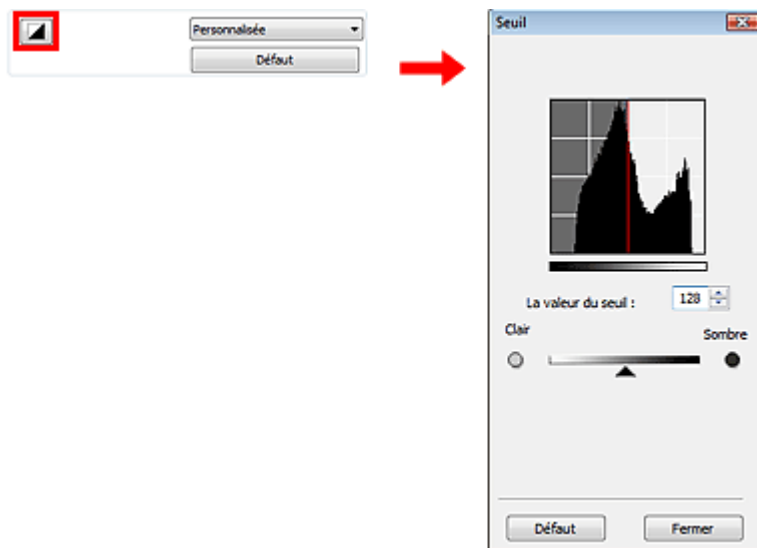 Personnalisée
Défaut
Seuil
La valeur du seuil : 128
Clair
Sombre
Défaut
Fermer